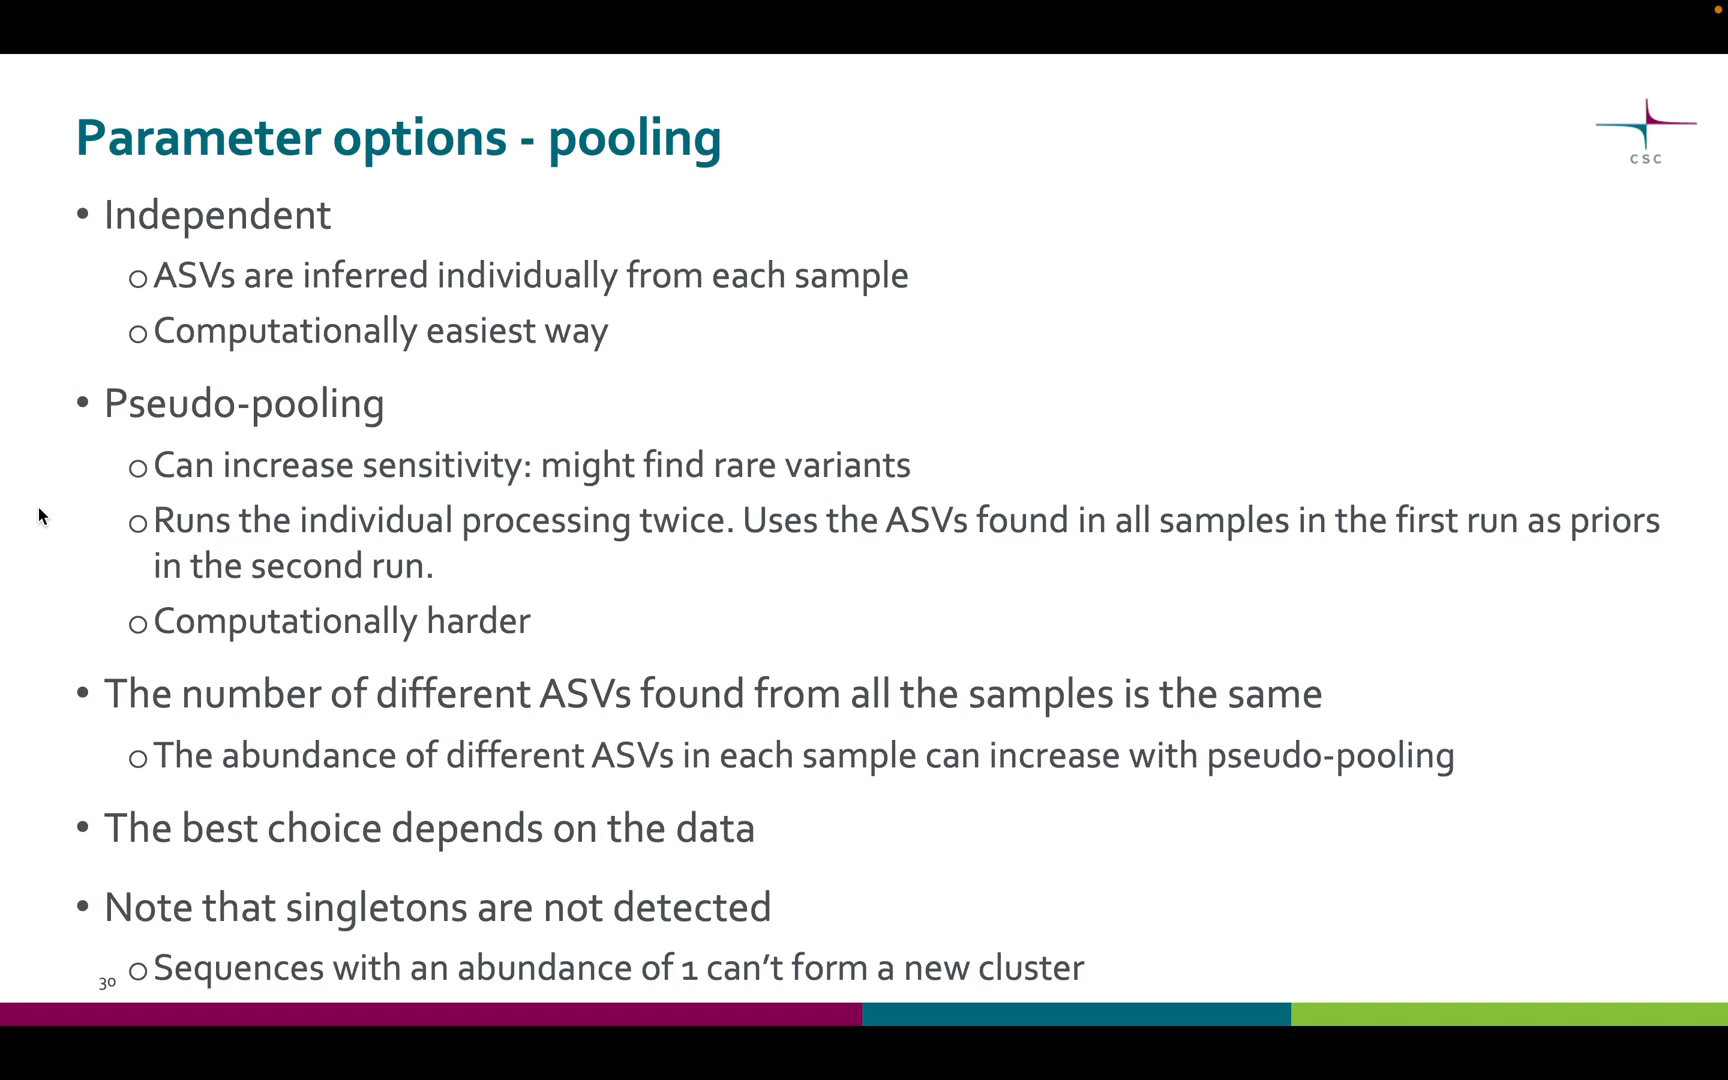 Parameter options - pooling
CSC
• Independent
o ASVs are inferred individually from each sample
o Computationally easiest way
• Pseudo-pooling
o Can increase sensitivity: might find rare variants
o Runs the individual processing twice. Uses the ASVs found in all samples in the first run as priors
in the second run.
o Computationally harder
• The number of different ASVs found from all the samples is the same
o The abundance of different ASVs in each sample can increase with pseudo-pooling
• The best choice depends on the data
• Note that singletons are not detected
o Sequences with an abundance of 1 can’t form a new cluster
30